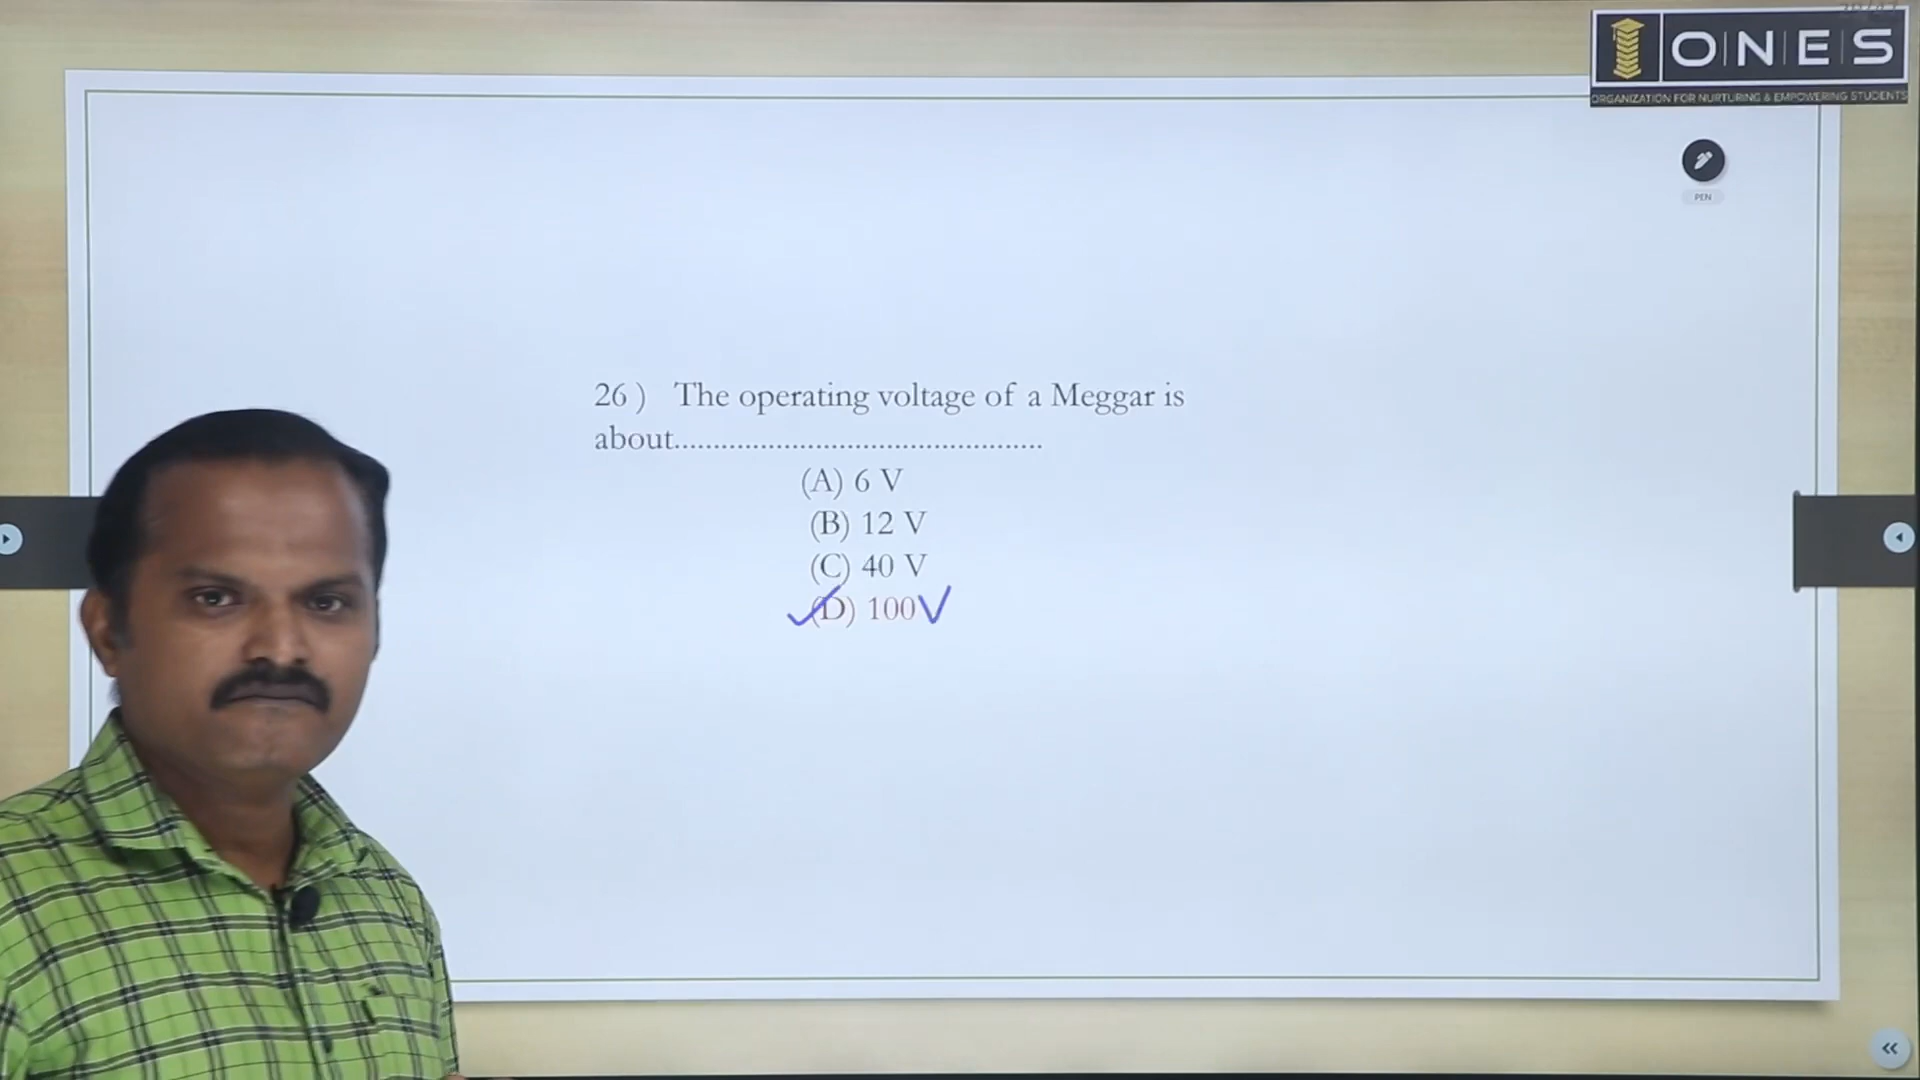 ONES
ORGANIZATION FOR NURTURING & EMPOWERING STUDENTS
PEN
26 ) The operating voltage of a Meggar is
about...............................................
(A) 6 V
(B) 12 V
(C) 40 V
(D) 100V